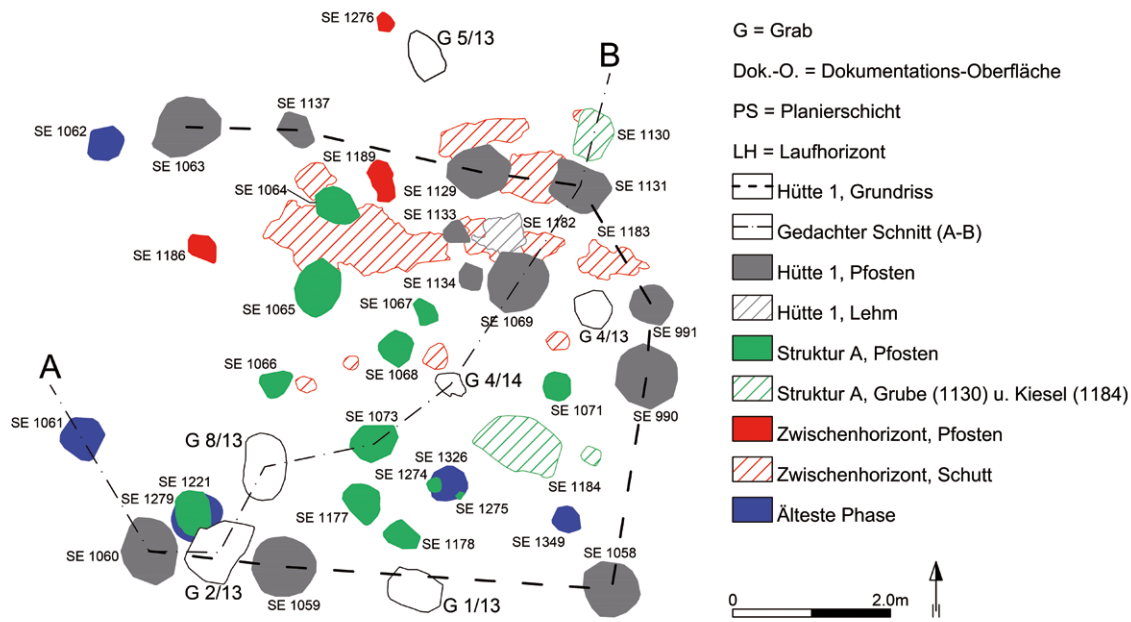 SE 1276
G 5/13
B
SE 1137
SE 1062
SE 1063
SE 1130
SE 1189
SE 1064
SE 1129
SE 1131
SE 1133
SE 1182
SE 1183
SE 1186
SE 1134
SE 1065
SE 1067
SE 1069
G 4/13
SE 991
A
SE 1066
SE 1068
G 4/14
SE 1071
SE 990
SE 1061
SE 1073
G 8/13
SE 1326
SE 1274
SE 1221
SE 1279
SE 1184
SE 1275
SE 1177
SE 1349
SE 1178
SE 1060
SE 1058
G 2/13
SE 1059
G 1/13
G = Grab
Dok.-O. = Dokumentations-Oberfläche
PS = Planierschicht
LH = Laufhorizont
Hütte 1, Grundriss
Gedachter Schnitt (A-B)
Hütte 1, Pfosten
Hütte 1, Lehm
Struktur A, Pfosten
Struktur A, Grube (1130) u. Kiesel (1184)
Zwischenhorizont, Pfosten
Zwischenhorizont, Schutt
Älteste Phase
0 2.0m